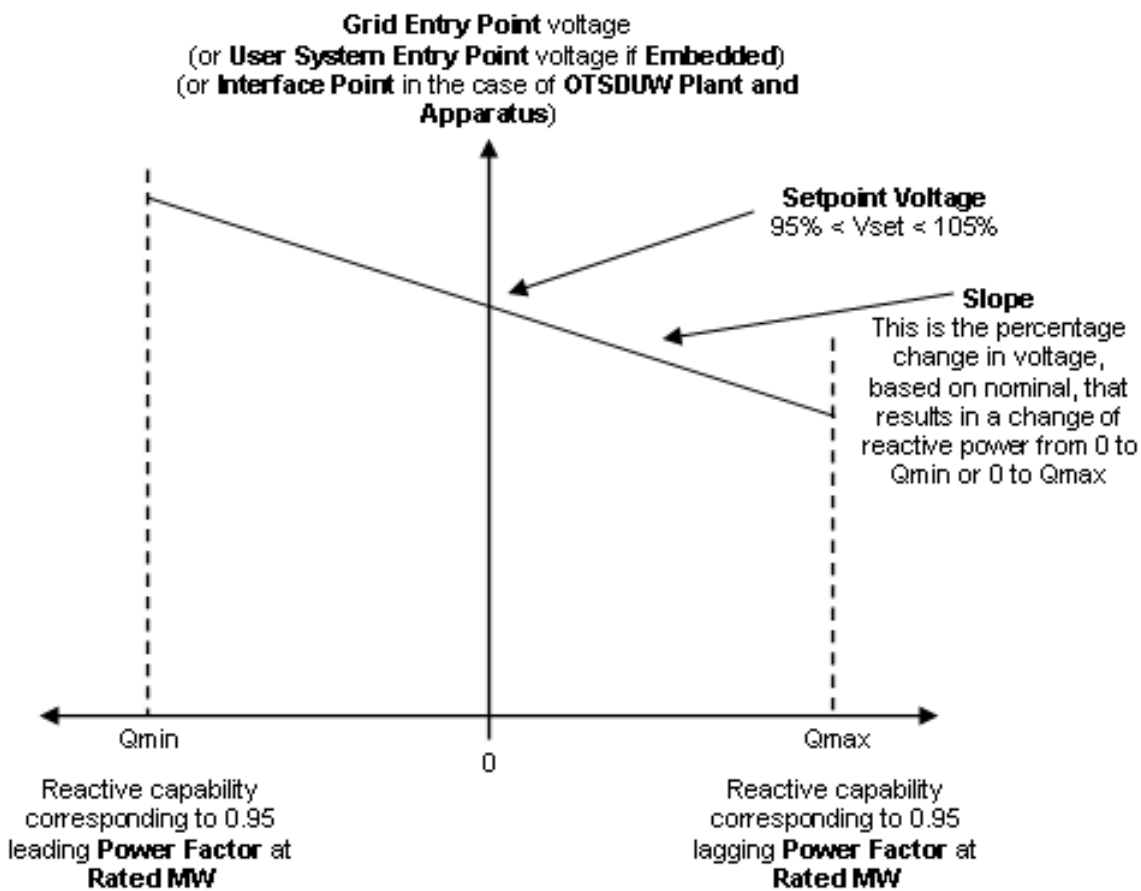 Grid Entry Point voltage
(or User System Entry Point voltage if Embedded)
(or Interface Point in the case of OTSDUW Plant and
Apparatus)
Setpoint Voltage
95% < Vset < 105%
Slope
This is the percentage
change in voltage,
based on nominal, that
results in a change of
reactive power from 0 to
Qmin or 0 to Qmax
Qmin
0
Qmax
Reactive capability
corresponding to 0.95
leading Power Factor at
Rated MW
Reactive capability
corresponding to 0.95
lagging Power Factor at
Rated MW